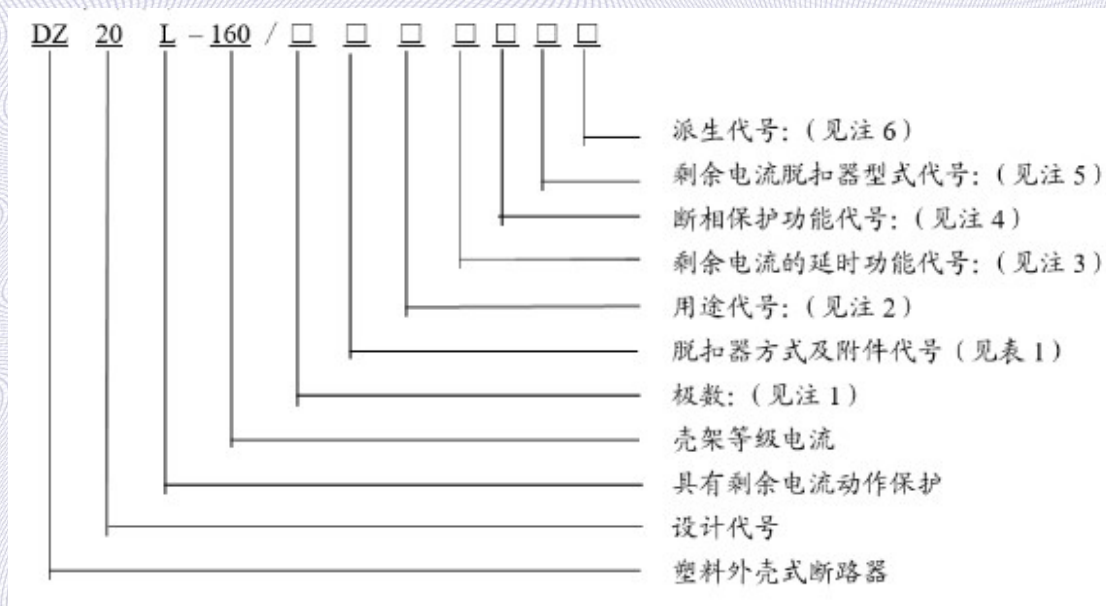 DZ 20 L - 160 / □ □ □ □ □ □ □
派生代号:(见注 6)
剩余电流脱扣器型式代号:(见注 5)
断相保护功能代号:(见注 4)
剩余电流的延时功能代号:(见注 3)
用途代号:(见注 2)
脱扣器方式及附件代号(见表 1)
极数:(见注 1)
壳架等级电流
具有剩余电流动作保护
设计代号
塑料外壳式断路器